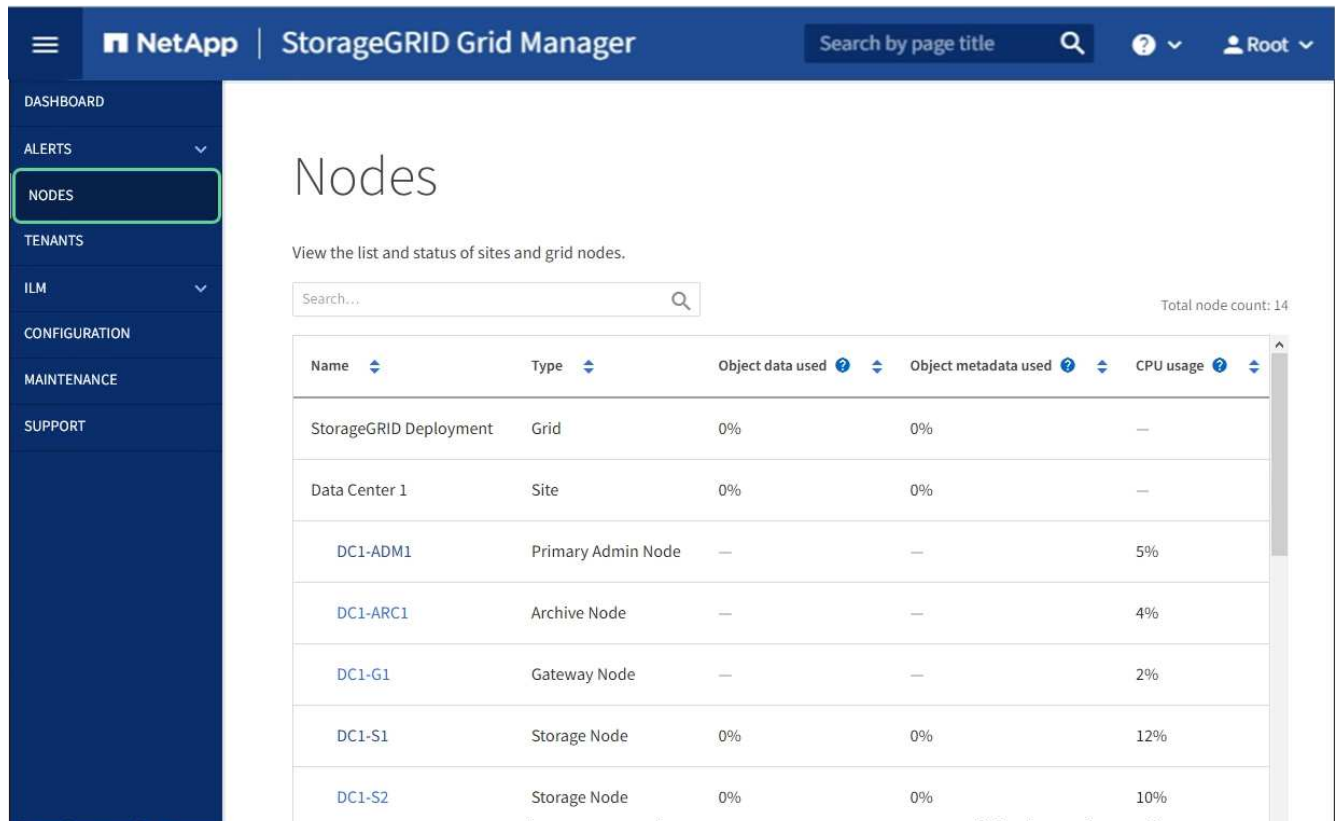 NetApp | StorageGRID Grid Manager Search by page title Root
DASHBOARD
ALERTS
NODES
TENANTS
ILM
CONFIGURATION
MAINTENANCE
SUPPORT
Nodes
View the list and status of sites and grid nodes.
Search...
Total node count: 14
Name Type Object data used Object metadata used CPU usage
StorageGRID Deployment Grid 0% 0% —
Data Center 1 Site 0% 0% —
DC1-ADM1 Primary Admin Node — — 5%
DC1-ARC1 Archive Node — — 4%
DC1-G1 Gateway Node — — 2%
DC1-S1 Storage Node 0% 0% 12%
DC1-S2 Storage Node 0% 0% 10%